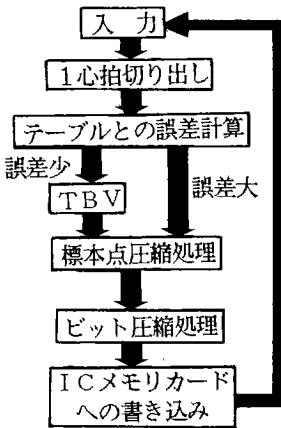 入　力
１心拍切り出し
テーブルとの誤差計算
誤差少
誤差大
ＴＢＶ
標本点圧縮処理
ビット圧縮処理
ＩＣメモリカード
への書き込み